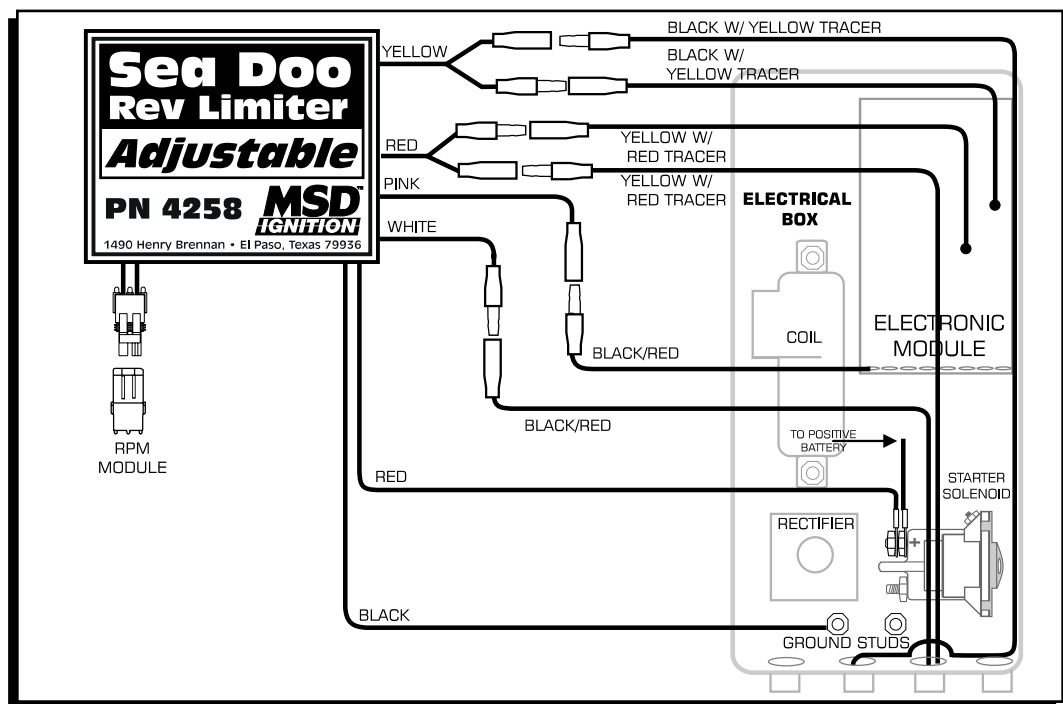 Sea Doo
Rev Limiter
Adjustable
PN 4258
MSD™
IGNITION
1490 Henry Brennan • El Paso, Texas 79936
YELLOW
RED
PINK
WHITE
BLACK W/ YELLOW TRACER
BLACK W/
YELLOW TRACER
YELLOW W/
RED TRACER
YELLOW W/
RED TRACER
ELECTRICAL
BOX
COIL
ELECTRONIC
MODULE
BLACK/RED
BLACK/RED
RPM
MODULE
TO POSITIVE
BATTERY
RED
STARTER
SOLENOID
RECTIFIER
+
BLACK
GROUND STUDS